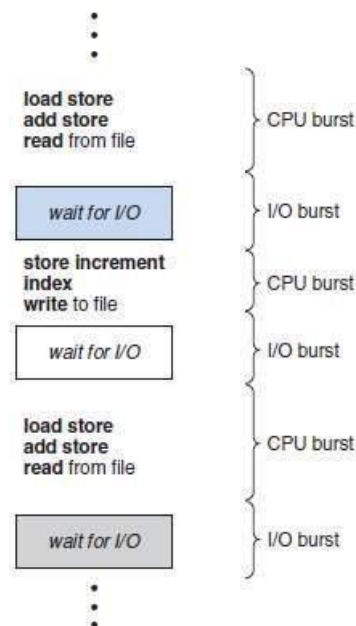 load store
add store
read from file
CPU burst
wait for I/O
I/O burst
store increment
index
write to file
CPU burst
wait for I/O
I/O burst
load store
add store
read from file
CPU burst
wait for I/O
I/O burst